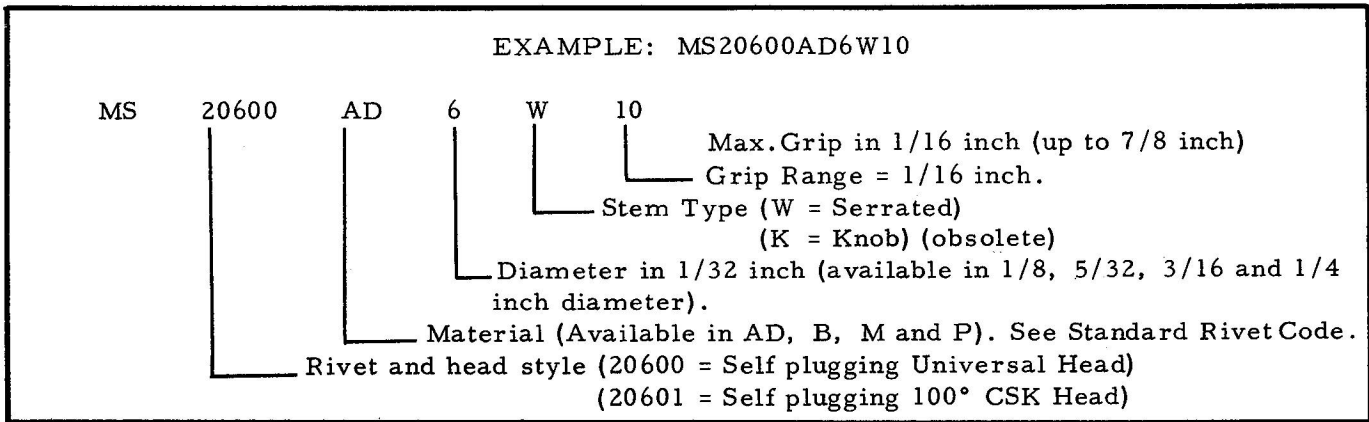 EXAMPLE: MS20600AD6W10
MS 20600 AD 6 W 10
Max.Grip in 1/16 inch (up to 7/8 inch)
Grip Range = 1/16 inch.
Stem Type (W = Serrated)
(K = Knob) (obsolete)
Diameter in 1/32 inch (available in 1/8, 5/32, 3/16 and 1/4
inch diameter).
Material (Available in AD, B, M and P). See Standard Rivet Code.
Rivet and head style (20600 = Self plugging Universal Head)
(20601 = Self plugging 100° CSK Head)